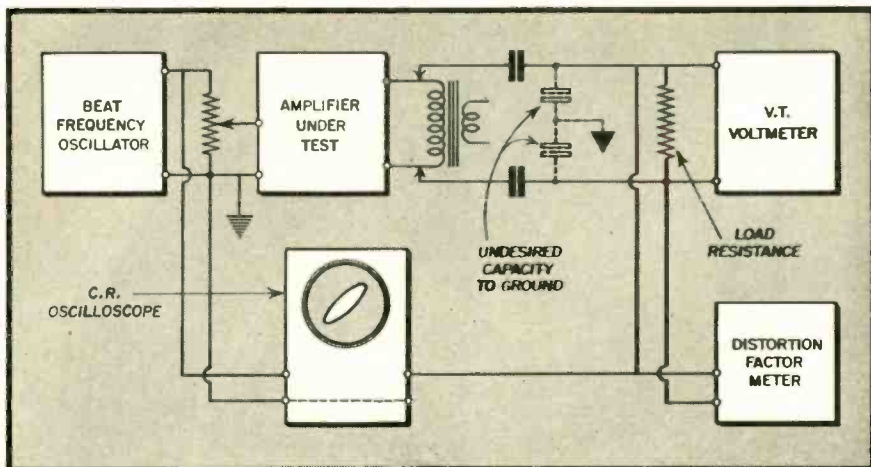 BEAT
FREQUENCY
OSCILLATOR
AMPLIFIER
UNDER
TEST
V.T.
VOLTMETER
C.R.
OSCILLOSCOPE
UNDESIRED
CAPACITY
TO GROUND
LOAD
RESISTANCE
DISTORTION
FACTOR
METER